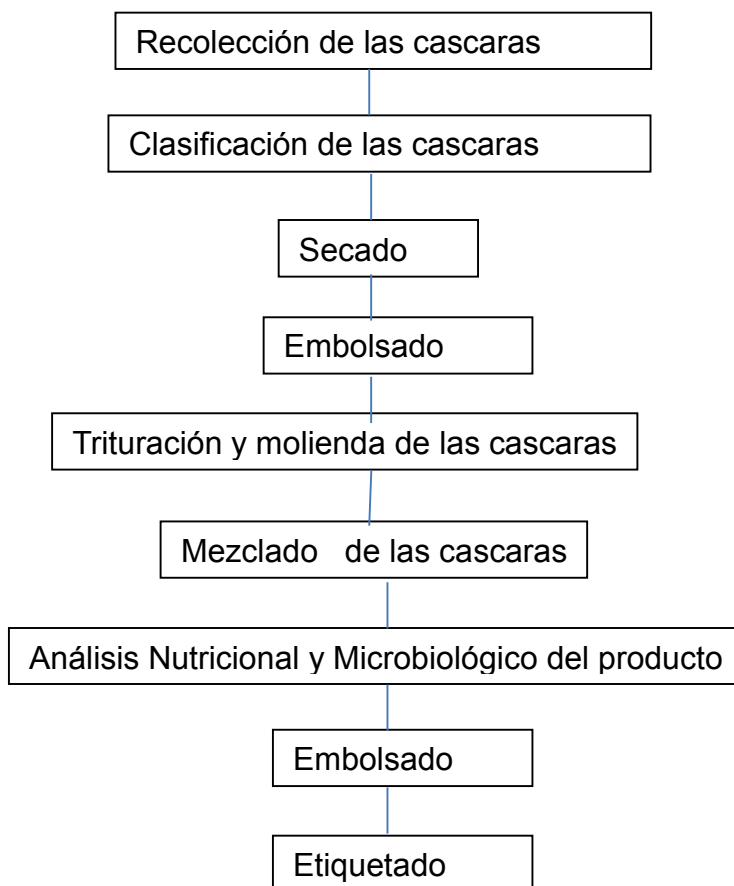 Recolección de las cascaras
Clasificación de las cascaras
Secado
Embolsado
Trituración y molienda de las cascaras
Mezclado de las cascaras
Análisis Nutricional y Microbiológico del producto
Embolsado
Etiquetado